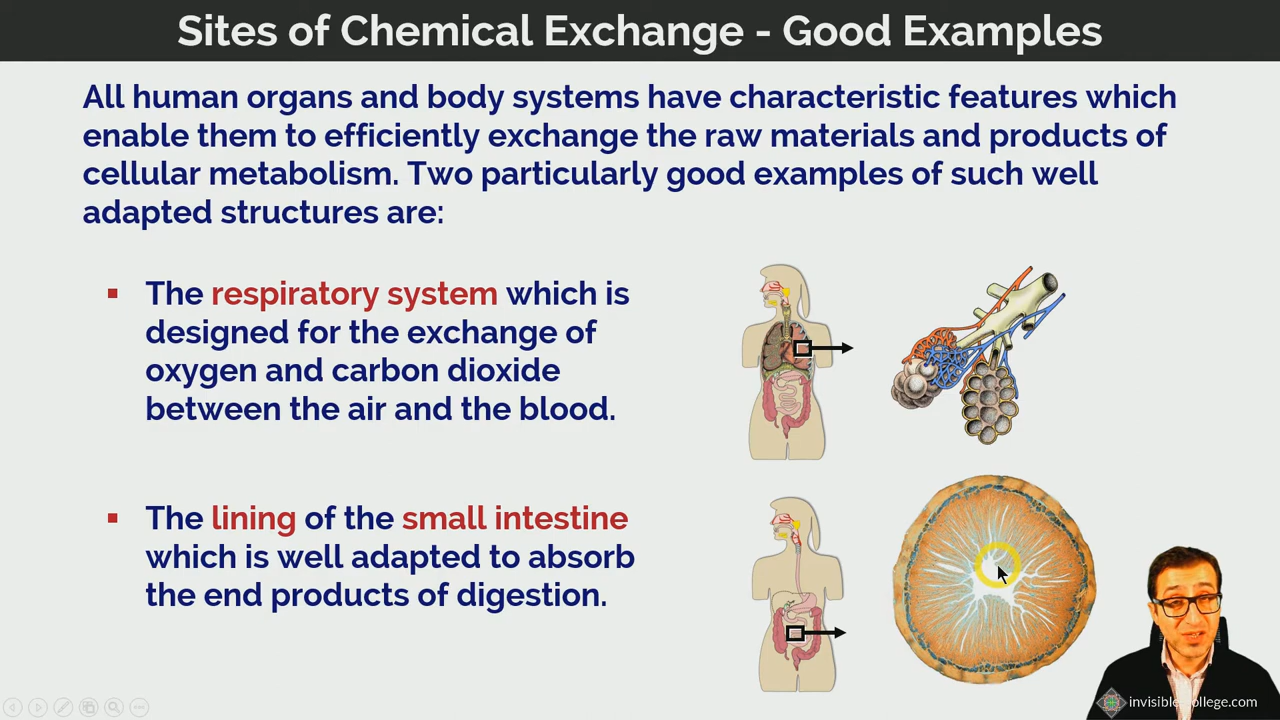 Sites of Chemical Exchange - Good Examples
All human organs and body systems have characteristic features which
enable them to efficiently exchange the raw materials and products of
cellular metabolism. Two particularly good examples of such well
adapted structures are:
▪ The respiratory system which is
designed for the exchange of
oxygen and carbon dioxide
between the air and the blood.
▪ The lining of the small intestine
which is well adapted to absorb
the end products of digestion.
invisible college.com